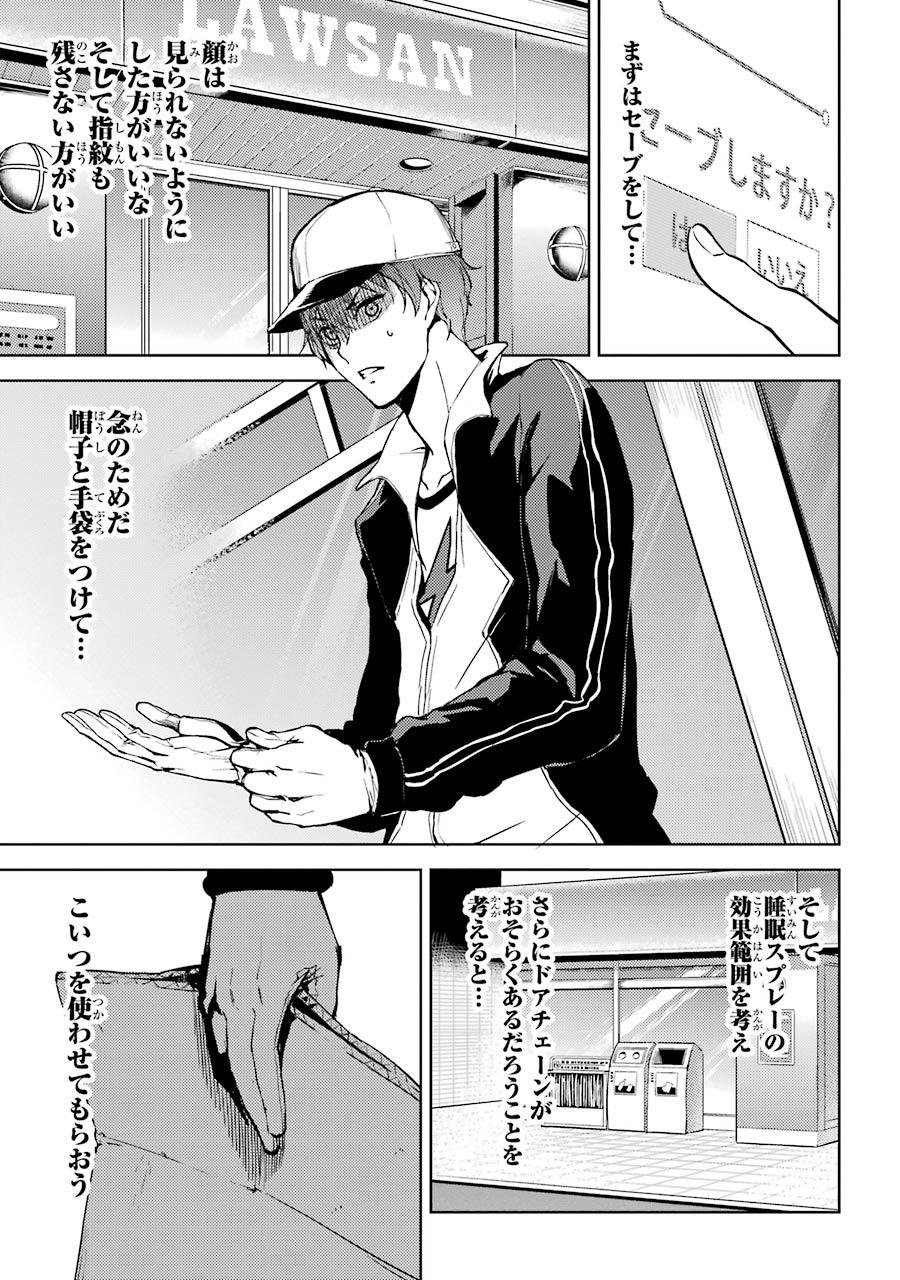 まずはセーブをして…
セーブしますか?
は
いいえ
LAWSAN
顔は
見られないように
した方がいいな
そして指紋も
残さない方がいい
念のためだ
帽子と手袋をつけて…
そして
睡眠スプレーの
効果範囲を考え
さらにドアチェーンが
おそらくあるだろうことを
考えると…
こいつを使わせてもらおう